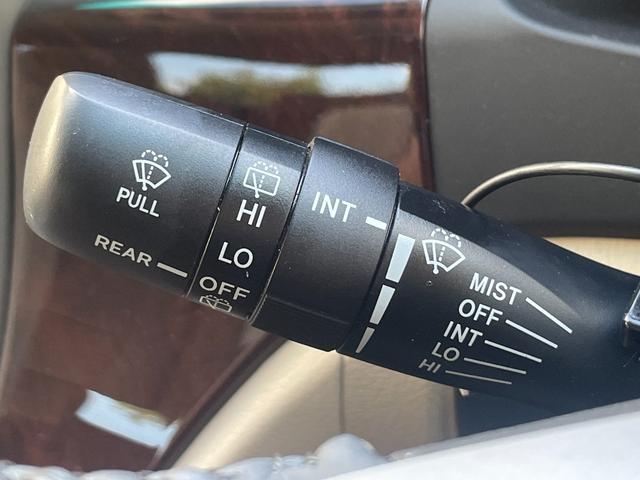 PULL
REAR
HI
LO
OFF
INT
MIST
OFF
INT
LO
HI